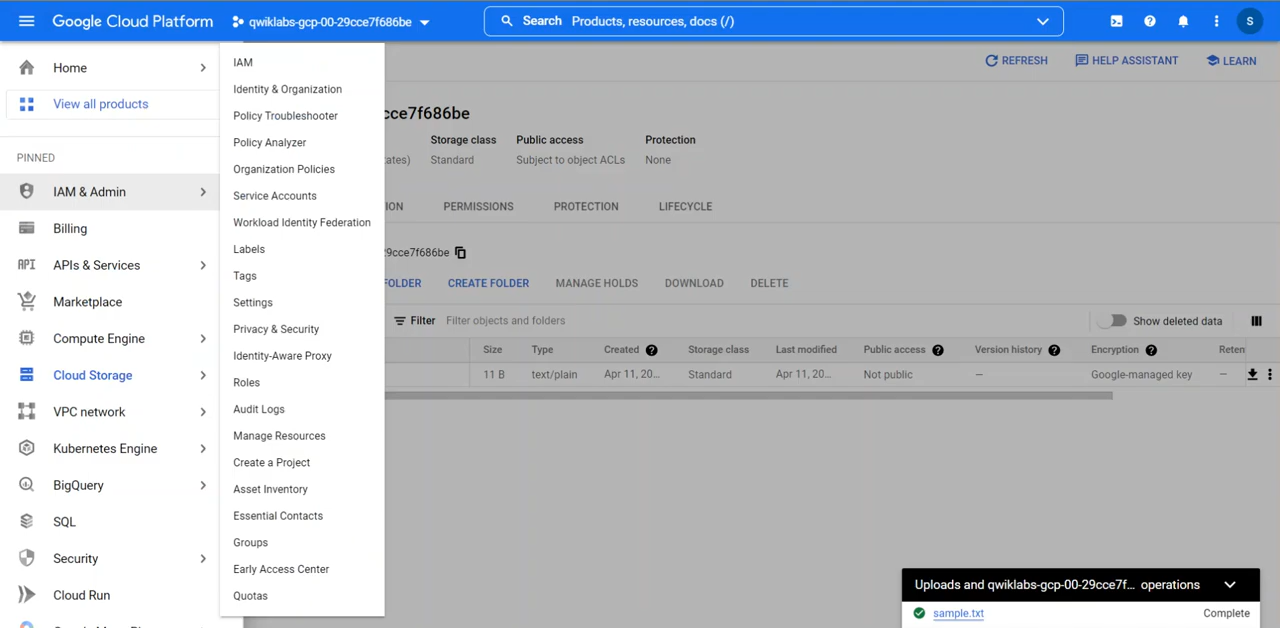 Google Cloud Platform
qwiklabs-gcp-00-29cce7f686be
Search Products, resources, docs (/)
S
Home
View all products
PINNED
IAM & Admin
Billing
API APIs & Services
Marketplace
Compute Engine
Cloud Storage
VPC network
Kubernetes Engine
BigQuery
SQL
Security
Cloud Run
IAM
Identity & Organization
Policy Troubleshooter
Policy Analyzer
Organization Policies
Service Accounts
Workload Identity Federation
Labels
Tags
Settings
Privacy & Security
Identity-Aware Proxy
Roles
Audit Logs
Manage Resources
Create a Project
Asset Inventory
Essential Contacts
Groups
Early Access Center
Quotas
REFRESH HELP ASSISTANT LEARN
cce7f686be
Storage class Public access Protection
ates) Standard Subject to object ACLs None
ION PERMISSIONS PROTECTION LIFECYCLE
9cce7f686be
FOLDER CREATE FOLDER MANAGE HOLDS DOWNLOAD DELETE
Filter Filter objects and folders Show deleted data
Size Type Created Storage class Last modified Public access Version history Encryption Reten
11 B text/plain Apr 11, 20... Standard Apr 11, 20... Not public — Google-managed key —
Uploads and qwiklabs-gcp-00-29cce7f... operations
sample.txt Complete